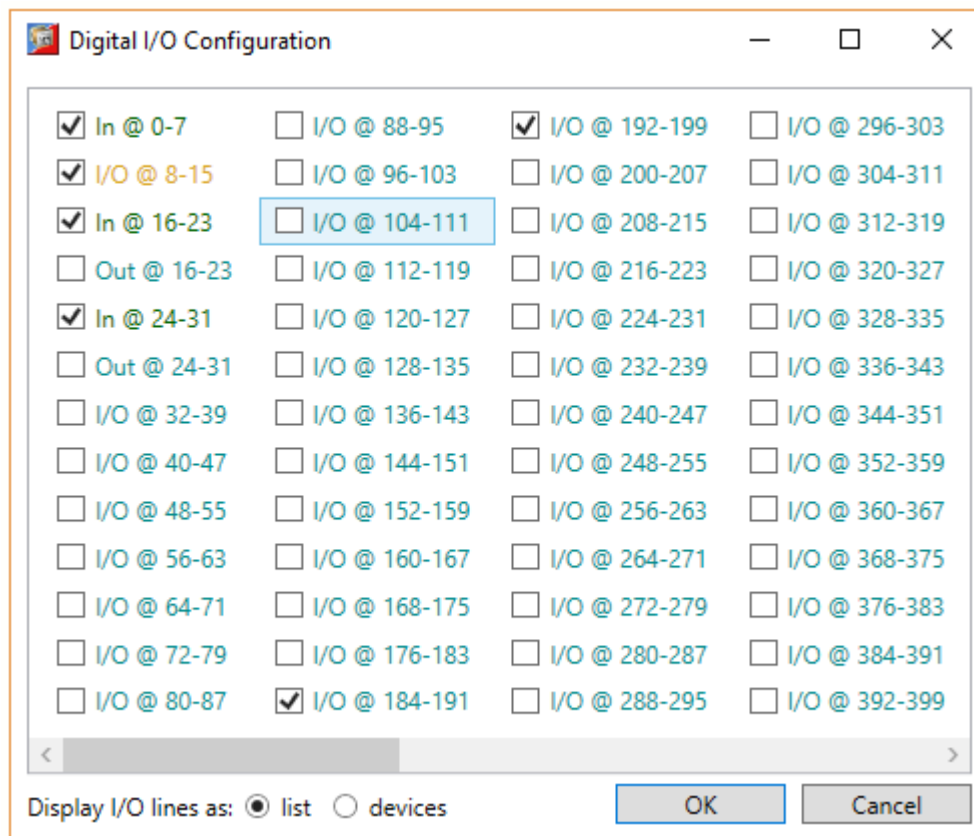 Digital I/O Configuration
In @ 0-7
I/O @ 8-15
In @ 16-23
Out @ 16-23
In @ 24-31
Out @ 24-31
I/O @ 32-39
I/O @ 40-47
I/O @ 48-55
I/O @ 56-63
I/O @ 64-71
I/O @ 72-79
I/O @ 80-87
I/O @ 88-95
I/O @ 96-103
I/O @ 104-111
I/O @ 112-119
I/O @ 120-127
I/O @ 128-135
I/O @ 136-143
I/O @ 144-151
I/O @ 152-159
I/O @ 160-167
I/O @ 168-175
I/O @ 176-183
I/O @ 184-191
I/O @ 192-199
I/O @ 200-207
I/O @ 208-215
I/O @ 216-223
I/O @ 224-231
I/O @ 232-239
I/O @ 240-247
I/O @ 248-255
I/O @ 256-263
I/O @ 264-271
I/O @ 272-279
I/O @ 280-287
I/O @ 288-295
I/O @ 296-303
I/O @ 304-311
I/O @ 312-319
I/O @ 320-327
I/O @ 328-335
I/O @ 336-343
I/O @ 344-351
I/O @ 352-359
I/O @ 360-367
I/O @ 368-375
I/O @ 376-383
I/O @ 384-391
I/O @ 392-399
Display I/O lines as: list devices
OK
Cancel